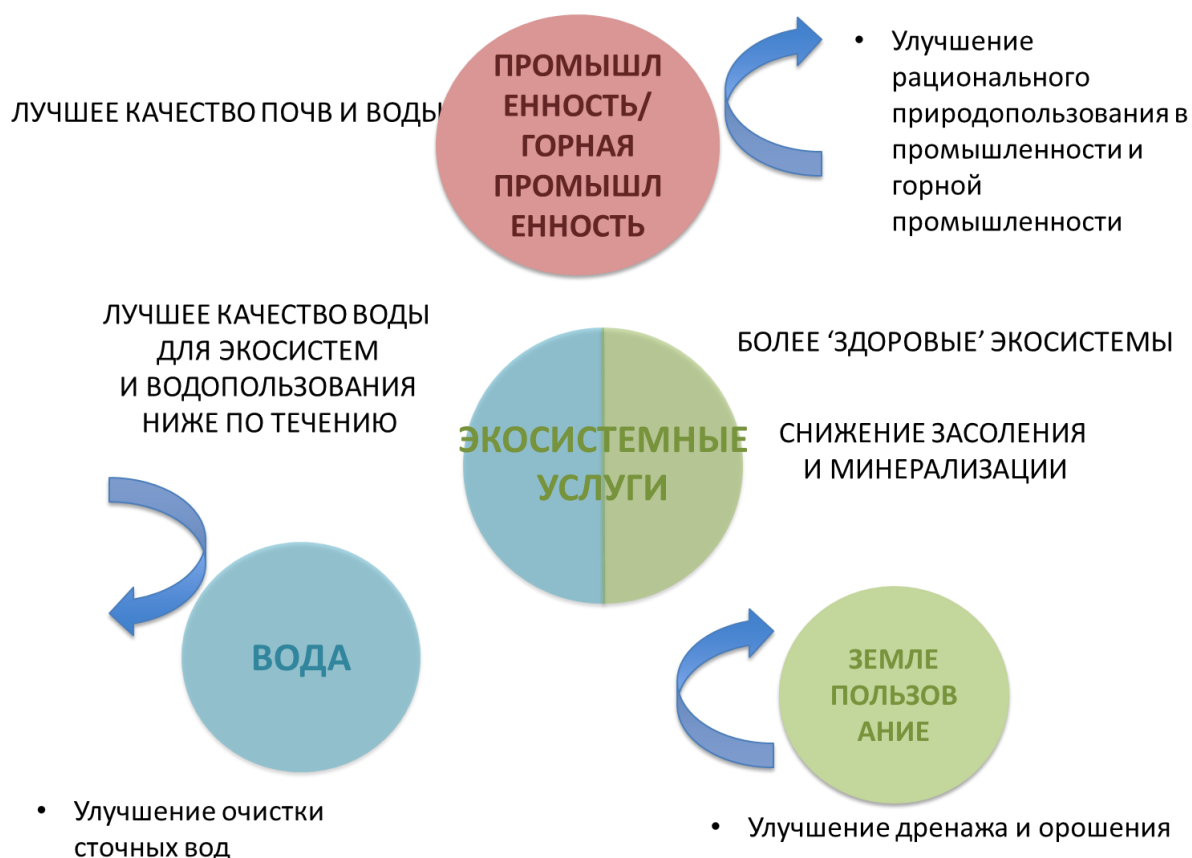 ПРОМЫШЛ
ЕННОСТЬ/
ГОРНАЯ
ПРОМЫШЛ
ЕННОСТЬ
ЛУЧШЕЕ КАЧЕСТВО ПОЧВ И ВОДЫ
• Улучшение
рационального
природопользования в
промышленности и
горной
промышленности
ЛУЧШЕЕ КАЧЕСТВО ВОДЫ
ДЛЯ ЭКОСИСТЕМ
И ВОДОПОЛЬЗОВАНИЯ
НИЖЕ ПО ТЕЧЕНИЮ
БОЛЕЕ ‘ЗДОРОВЫЕ’ ЭКОСИСТЕМЫ
ЭКОСИСТЕМНЫЕ
УСЛУГИ
СНИЖЕНИЕ ЗАСОЛЕНИЯ
И МИНЕРАЛИЗАЦИИ
ВОДА
ЗЕМЛЕ
ПОЛЬЗОВ
АНИЕ
• Улучшение очистки
сточных вод
• Улучшение дренажа и орошения